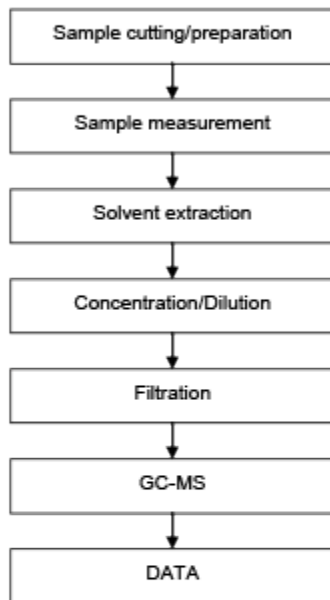 Sample cutting/preparation
Sample measurement
Solvent extraction
Concentration/Dilution
Filtration
GC-MS
DATA